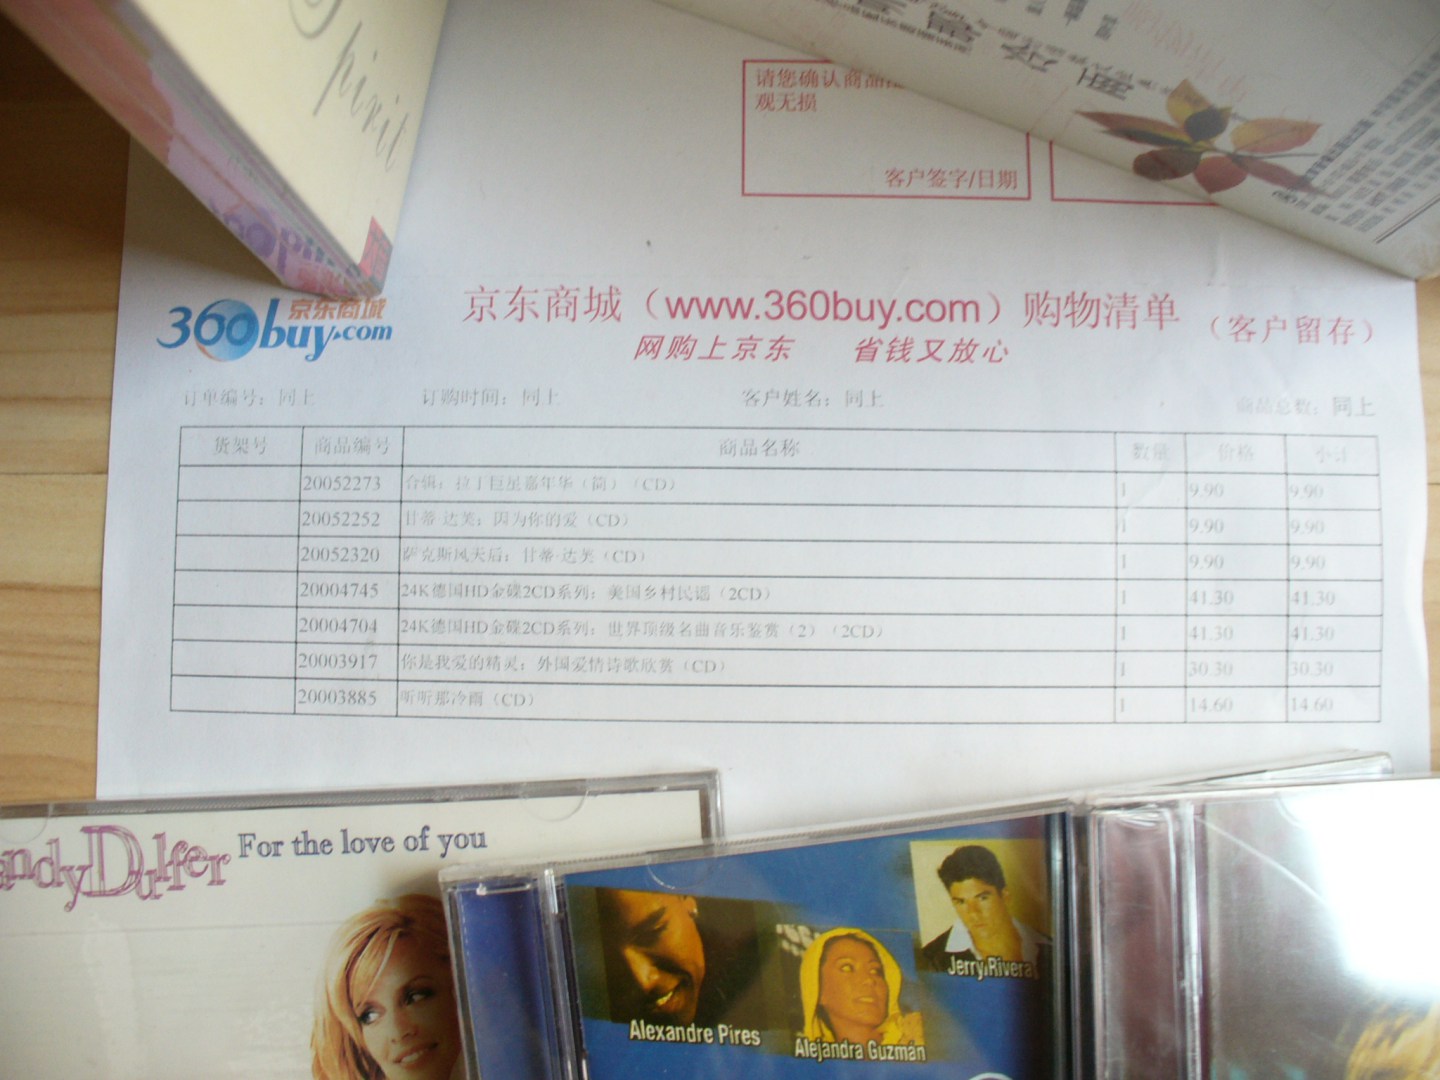 Spirit
请您确认商品
观无损
客户签字/日期
360buy.com
京东商城
京东商城（www.360buy.com）购物清单
（客户留存）
网购上京东 省钱又放心
订单编号：同上 订购时间：同上 客户姓名：同上 商品总数：同上
货架号 商品编号 商品名称 数量 价格 小计
20052273 合辑：拉丁巨星嘉年华（简）（CD） 1 9.90 9.90
20052252 甘蒂·达芙：因为你的爱（CD） 1 9.90 9.90
20052320 萨克斯风天后：甘蒂·达芙（CD） 1 9.90 9.90
20004745 24K德国HD金碟2CD系列：美国乡村民谣（2CD） 1 41.30 41.30
20004704 24K德国HD金碟2CD系列：世界顶级名曲音乐鉴赏（2）（2CD） 1 41.30 41.30
20003917 你是我爱的精灵：外国爱情诗歌欣赏（CD） 1 30.30 30.30
20003885 听听那冷雨（CD） 1 14.60 14.60
andy Dulfer For the love of you
Jerry Rivera
Alexandre Pires
Alejandra Guzmán